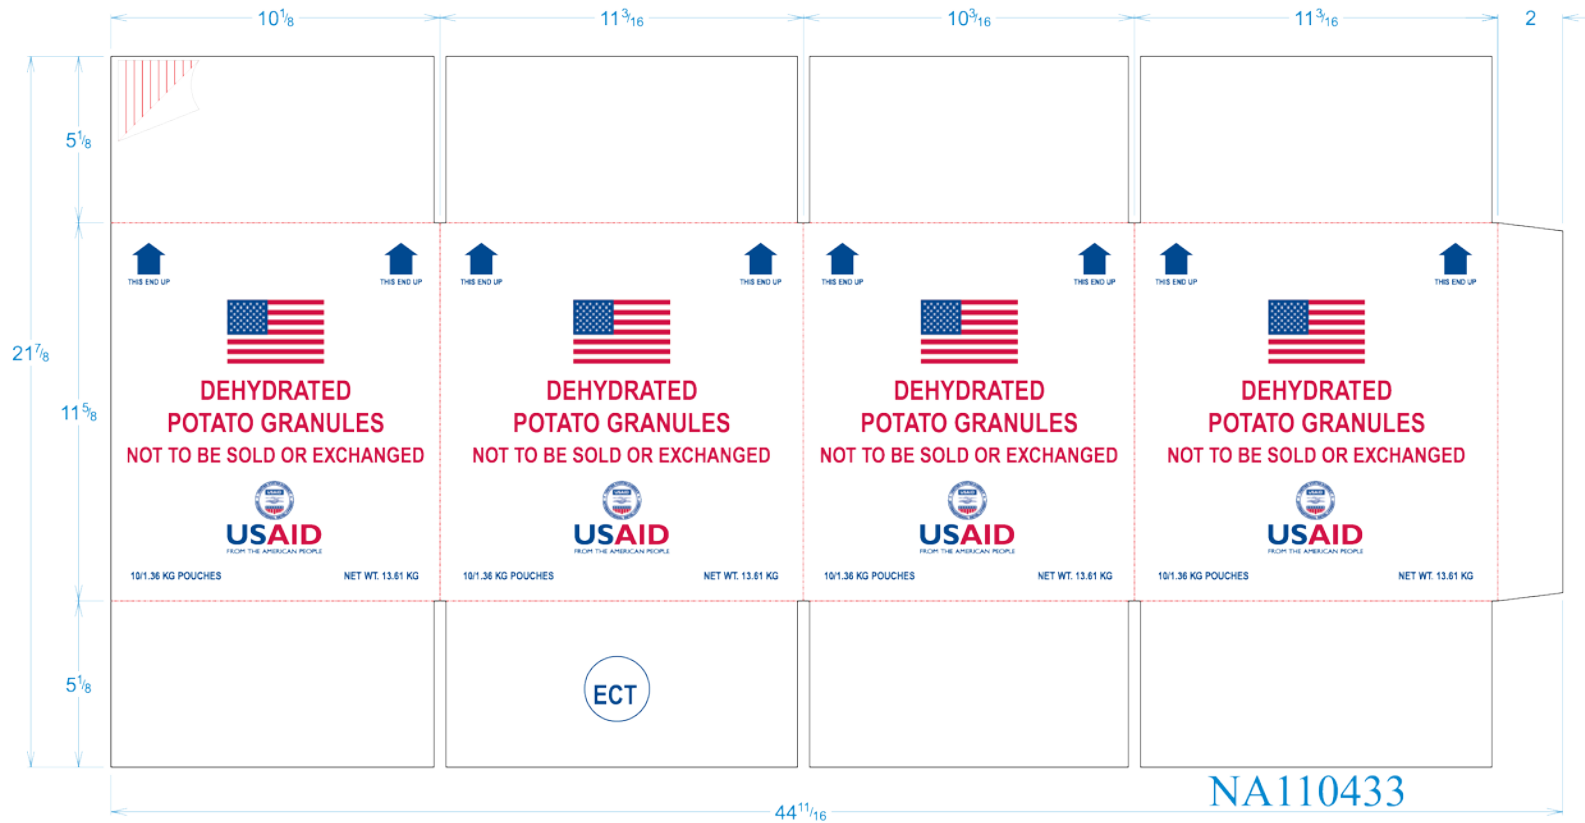 10 1/8
11 3/16
10 3/16
11 3/16
2
5 1/8
21 7/8
11 5/8
5 1/8
THIS END UP
THIS END UP
DEHYDRATED
POTATO GRANULES
NOT TO BE SOLD OR EXCHANGED
USAID
USAID
FROM THE AMERICAN PEOPLE
10/1.36 KG POUCHES
NET WT. 13.61 KG
THIS END UP
THIS END UP
DEHYDRATED
POTATO GRANULES
NOT TO BE SOLD OR EXCHANGED
USAID
USAID
FROM THE AMERICAN PEOPLE
10/1.36 KG POUCHES
NET WT. 13.61 KG
THIS END UP
THIS END UP
DEHYDRATED
POTATO GRANULES
NOT TO BE SOLD OR EXCHANGED
USAID
USAID
FROM THE AMERICAN PEOPLE
10/1.36 KG POUCHES
NET WT. 13.61 KG
THIS END UP
THIS END UP
DEHYDRATED
POTATO GRANULES
NOT TO BE SOLD OR EXCHANGED
USAID
USAID
FROM THE AMERICAN PEOPLE
10/1.36 KG POUCHES
NET WT. 13.61 KG
ECT
NA110433
44 11/16